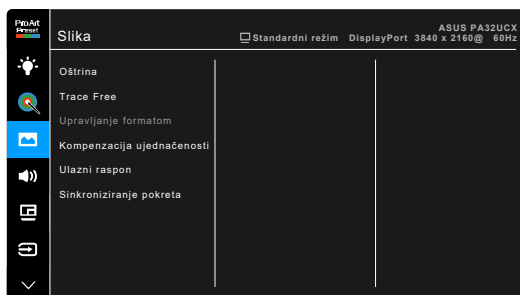 ProArt
Preset
Slika
ASUS PA32UCX
Standardni režim DisplayPort 3840 x 2160@ 60Hz
Oštrina
Trace Free
Upravljanje formatom
Kompenzacija ujednačenosti
Ulazni raspon
Sinkroniziranje pokreta